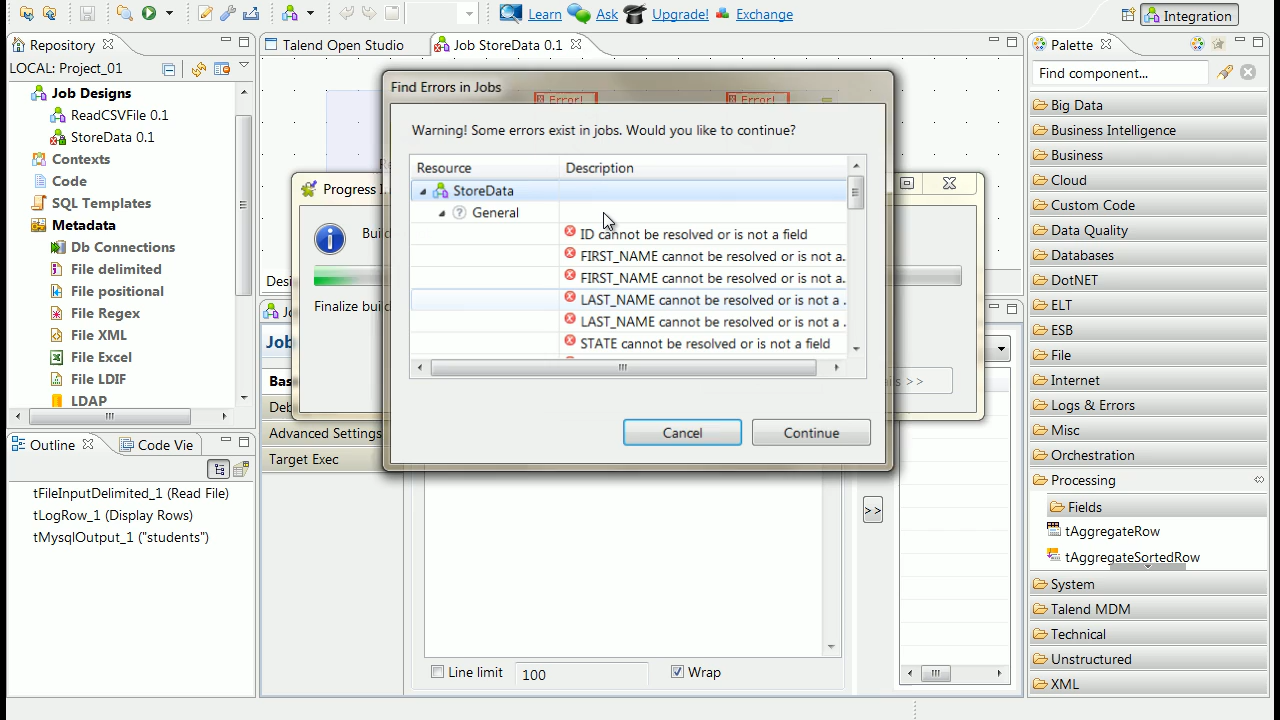 Learn
Ask
Upgrade!
Exchange
Integration
Repository
LOCAL: Project_01
Job Designs
ReadCSVFile 0.1
StoreData 0.1
Contexts
Code
SQL Templates
Metadata
Db Connections
File delimited
File positional
File Regex
File XML
File Excel
File LDIF
LDAP
Outline
Code Vie
tFileInputDelimited_1 (Read File)
tLogRow_1 (Display Rows)
tMysqlOutput_1 ("students")
Talend Open Studio
Job StoreData 0.1
Error!
Error!
Find Errors in Jobs
Warning! Some errors exist in jobs. Would you like to continue?
Resource
Description
StoreData
General
ID cannot be resolved or is not a field
FIRST_NAME cannot be resolved or is not a.
FIRST_NAME cannot be resolved or is not a.
LAST_NAME cannot be resolved or is not a .
LAST_NAME cannot be resolved or is not a .
STATE cannot be resolved or is not a field
Cancel
Continue
Progress I
Buil
Finalize buil
>>
Desi
Job
Bas
Deb
Advanced Settings
Target Exec
>>
Line limit
100
Wrap
Palette
Find component...
Big Data
Business Intelligence
Business
Cloud
Custom Code
Data Quality
Databases
DotNET
ELT
ESB
File
Internet
Logs & Errors
Misc
Orchestration
Processing
Fields
tAggregateRow
tAggregateSortedRow
System
Talend MDM
Technical
Unstructured
XML